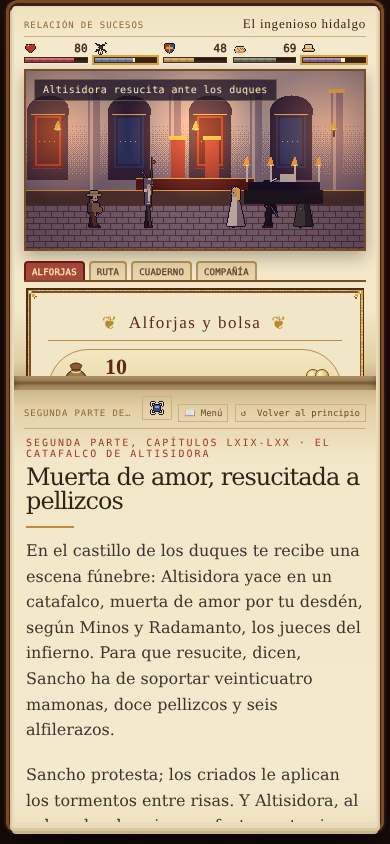 RELACIÓN DE SUCESOS
El ingenioso hidalgo
80
48
69
Altisidora resucita ante los duques
ALFORJAS
RUTA
CUADERNO
COMPAÑÍA
Alforjas y bolsa
10
SEGUNDA PARTE DE…
Menú
↺ Volver al principio
SEGUNDA PARTE, CAPÍTULOS LXIX-LXX · EL
CATAFALCO DE ALTISIDORA
Muerta de amor, resucitada a
pellizcos
En el castillo de los duques te recibe una
escena fúnebre: Altisidora yace en un
catafalco, muerta de amor por tu desdén,
según Minos y Radamanto, los jueces del
infierno. Para que resucite, dicen,
Sancho ha de soportar veinticuatro
mamonas, doce pellizcos y seis
alfilerazos.
Sancho protesta; los criados le aplican
los tormentos entre risas. Y Altisidora, al